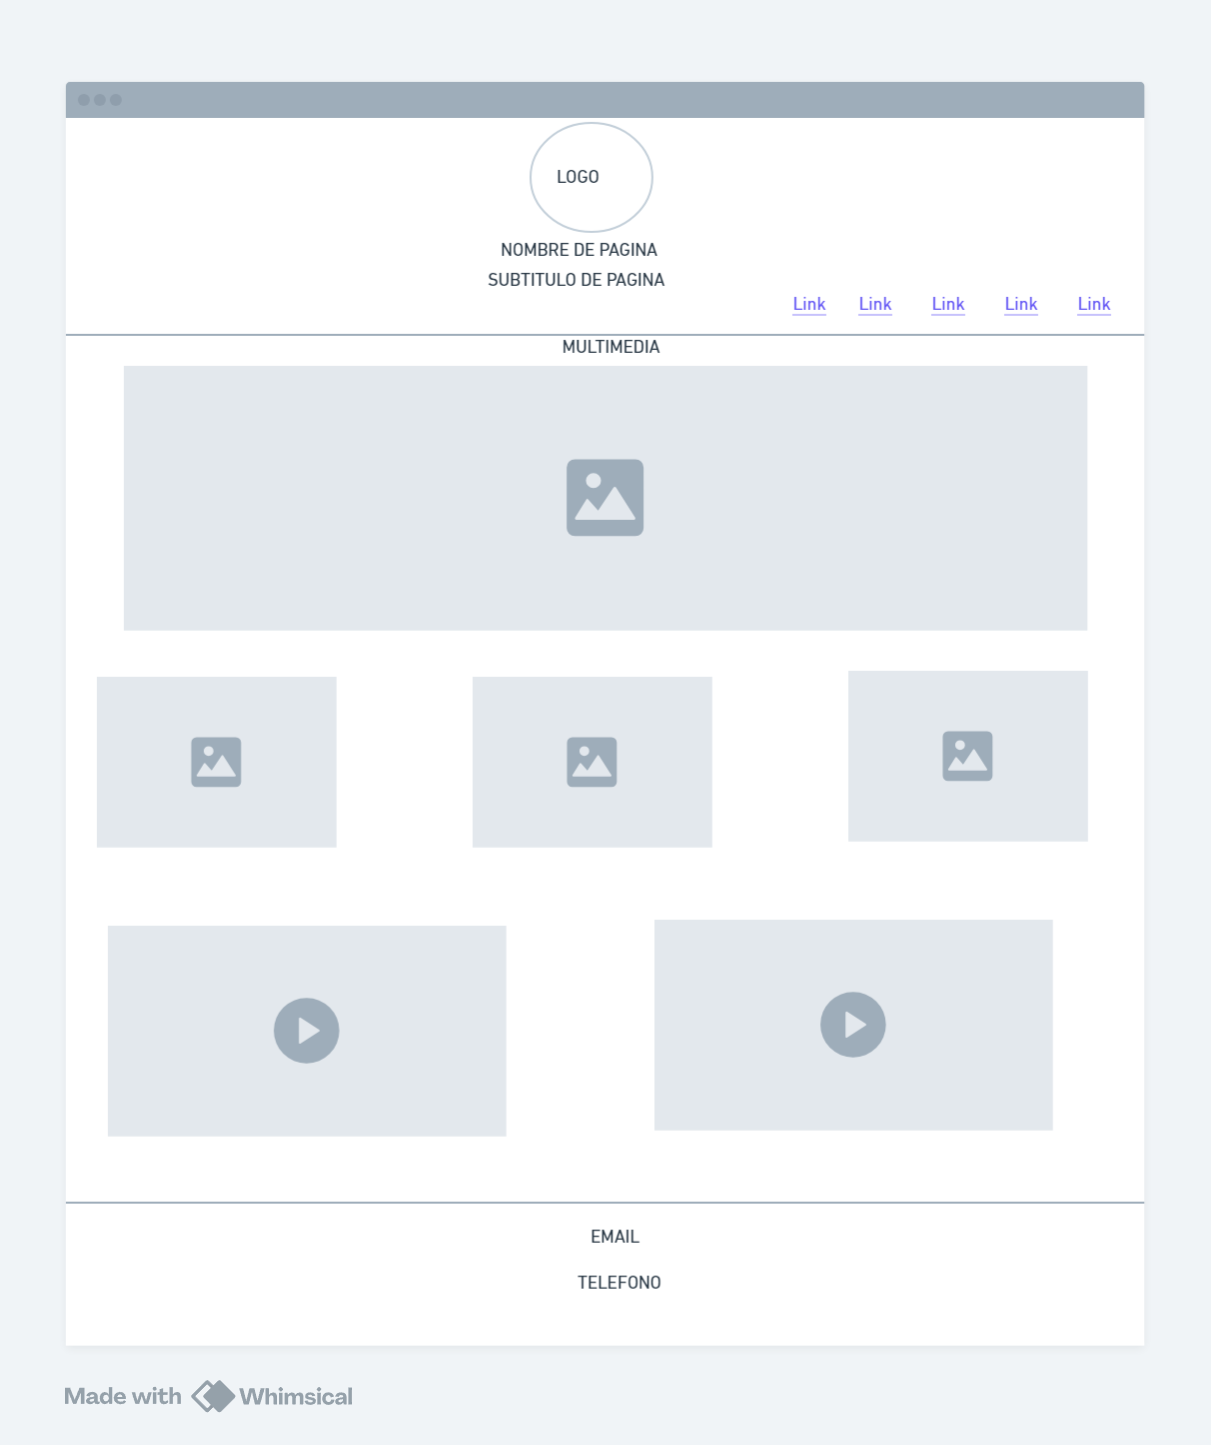 LOGO
NOMBRE DE PAGINA
SUBTITULO DE PAGINA
Link Link Link Link Link
MULTIMEDIA
EMAIL
TELEFONO
Made with Whimsical